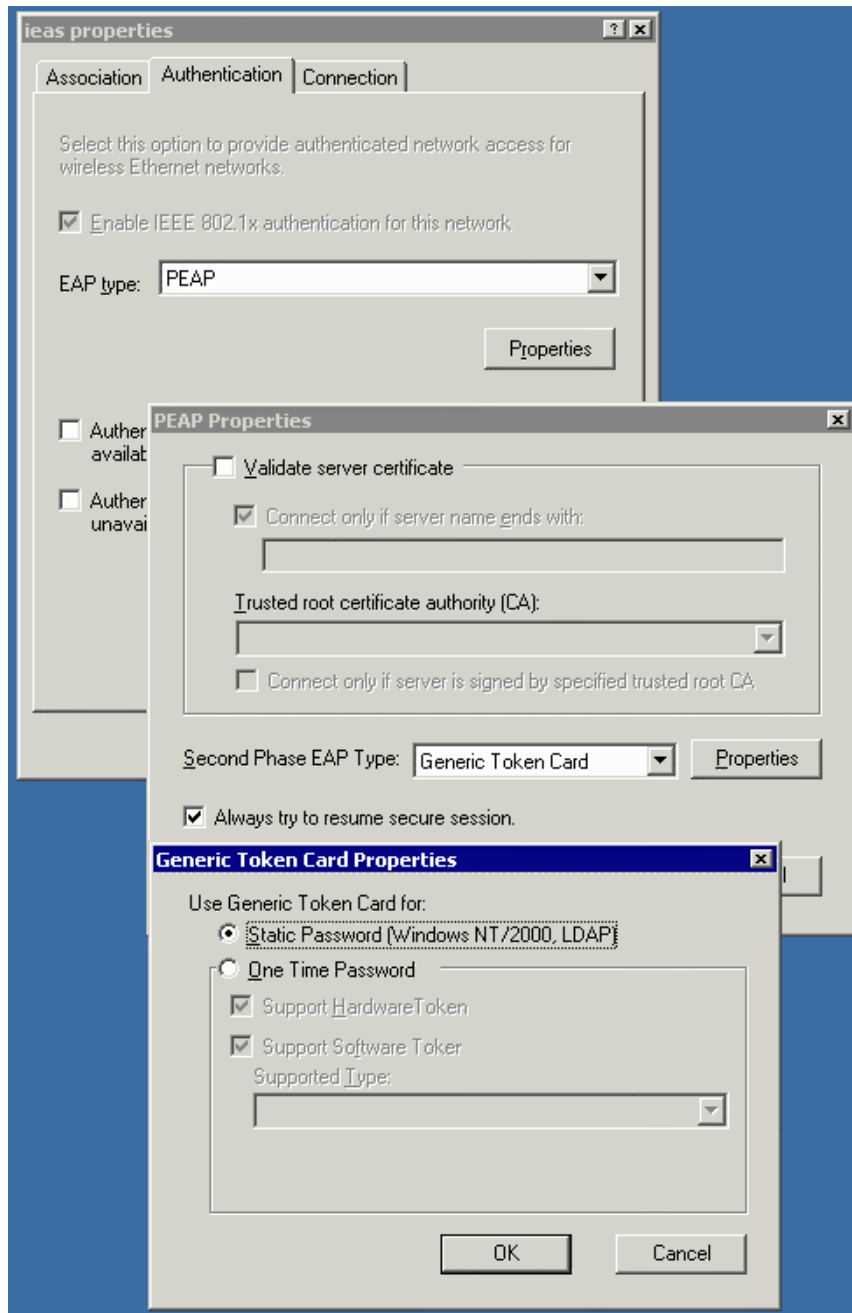 ieas properties
Association Authentication Connection
Select this option to provide authenticated network access for
wireless Ethernet networks.
Enable IEEE 802.1x authentication for this network
EAP type: PEAP
Properties
Auther
availab
Auther
unavai
PEAP Properties
Validate server certificate
Connect only if server name ends with:
Trusted root certificate authority (CA):
Connect only if server is signed by specified trusted root CA
Second Phase EAP Type: Generic Token Card Properties
Always try to resume secure session.
Generic Token Card Properties
Use Generic Token Card for:
Static Password (Windows NT/2000, LDAP)
One Time Password
Support HardwareToken
Support Software Toker
Supported Type:
OK Cancel